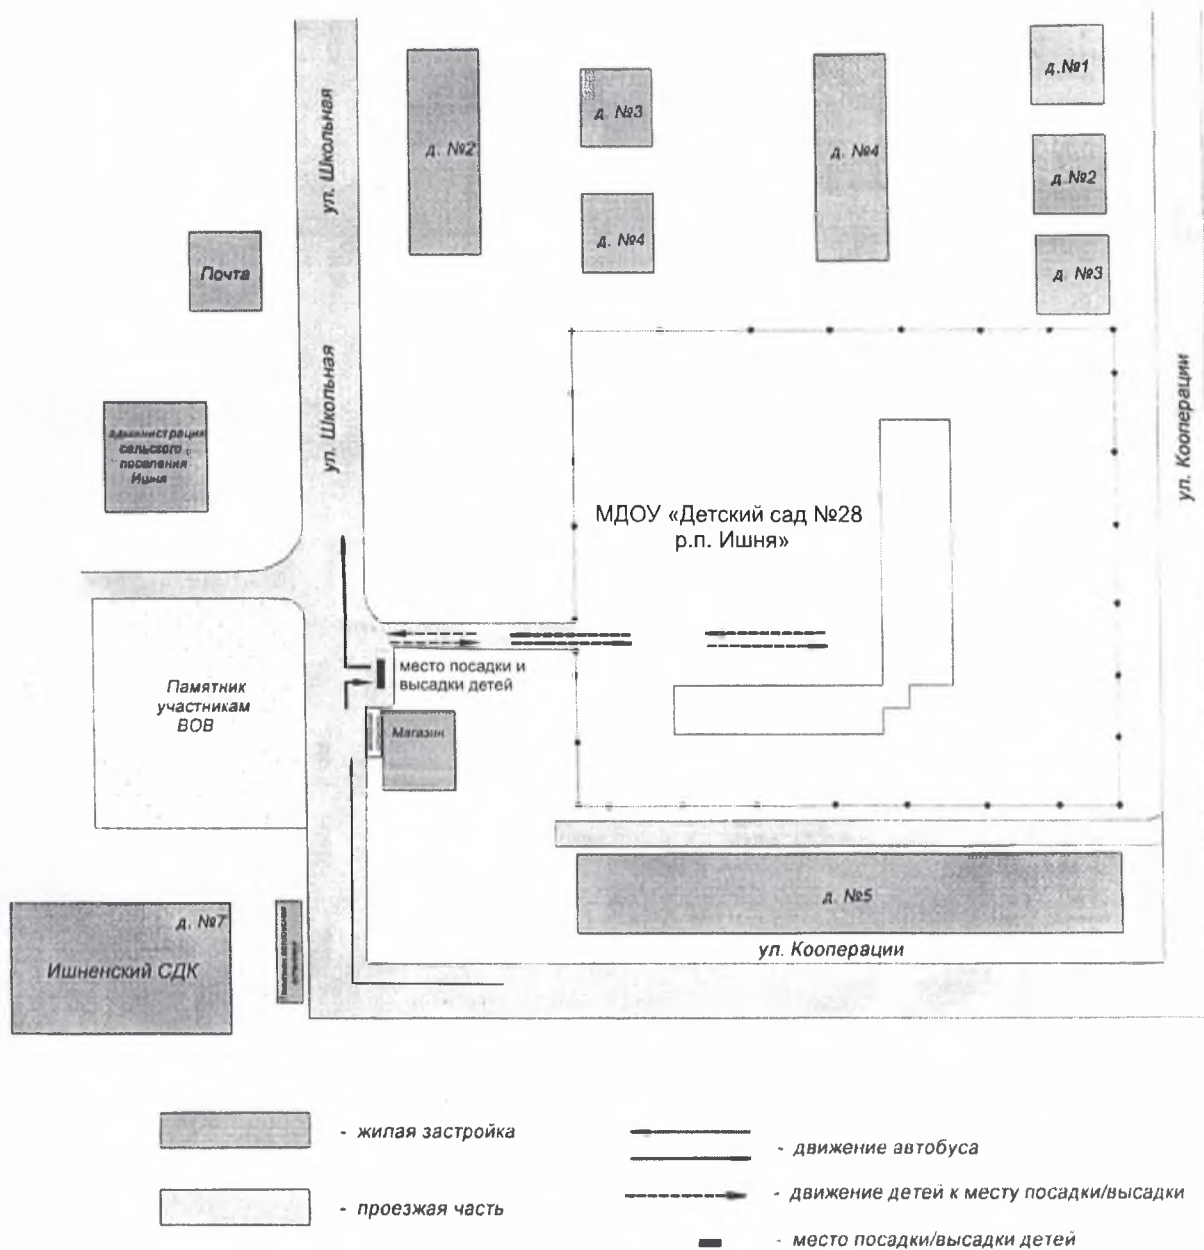 ул. Школьная
д. №2
д. №3
д. №4
д. №4
д.№1
д.№2
д. №3
Почта
ул. Школьная
администрация
сельского
поселения
Ишня
ул. Кооперации
МДОУ «Детский сад №28
р.п. Ишня»
место посадки и
высадки детей
Памятник
участникам
ВОВ
Магазин
д. №7
Ишненский СДК
д. №5
ул. Кооперации
- жилая застройка
- проезжая часть
- движение автобуса
- движение детей к месту посадки/высадки
- место посадки/высадки детей